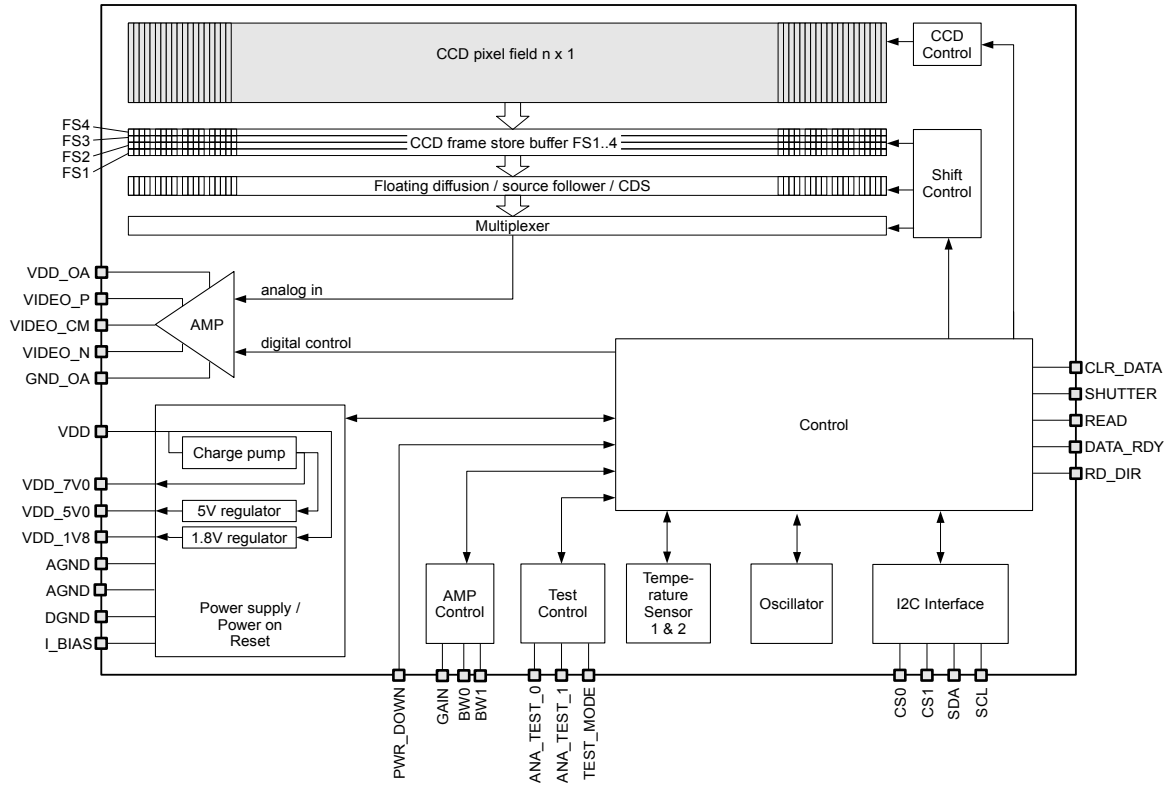 CCD pixel field n x 1
CCD
Control
FS4
FS3
FS2
FS1
CCD frame store buffer FS1..4
Floating diffusion / source follower / CDS
Multiplexer
Shift
Control
VDD_OA
VIDEO_P
VIDEO_CM
VIDEO_N
GND_OA
AMP
analog in
digital control
Control
CLR_DATA
SHUTTER
READ
DATA_RDY
RD_DIR
VDD
VDD_7V0
VDD_5V0
VDD_1V8
AGND
AGND
DGND
I_BIAS
Charge pump
5V regulator
1.8V regulator
Power supply /
Power on
Reset
AMP
Control
Test
Control
Tempe-
rature
Sensor
1 & 2
Oscillator
I2C Interface
PWR_DOWN
GAIN
BW0
BW1
ANA_TEST_0
ANA_TEST_1
TEST_MODE
CS0
CS1
SDA
SCL